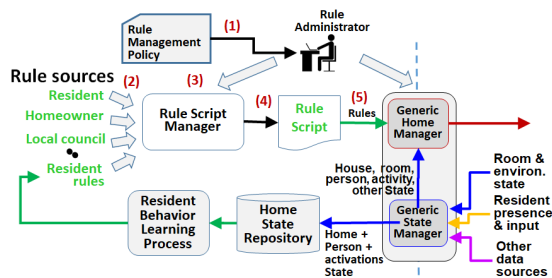 Rule
Management
Policy
(1)
Rule
Administrator
Rule sources
(2)
(3)
Resident
Homeowner
Local council
Resident
rules
Rule Script
Manager
(4)
Rule
Script
(5)
Rules
Generic
Home
Manager
House, room,
person, activity,
other State
Room &
environ.
state
Resident
presence
& input
Other
data
sources
Generic
State
Manager
Home +
Person +
activations
State
Home
State
Repository
Resident
Behavior
Learning
Process